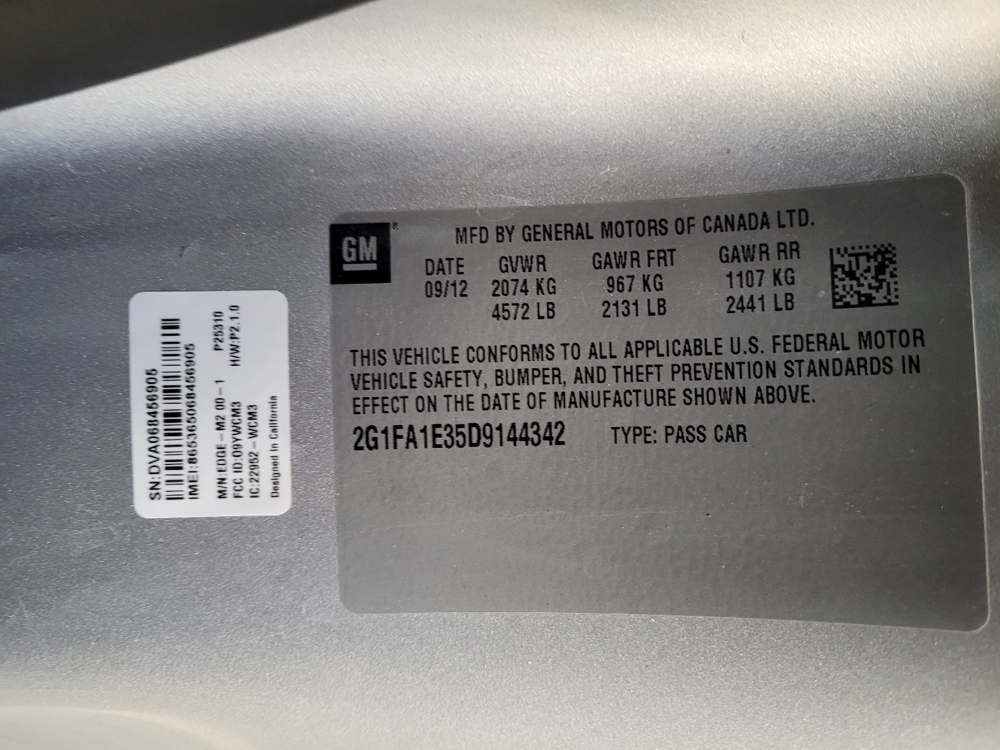 SN:DVA068456905
IMEI:865365068456905
M/N:EDGE-M2 00-1 P25310
FCC ID:09YWCM3 H/W:P2.1.0
IC:22952-WCM3
Designed in California
GM®
MFD BY GENERAL MOTORS OF CANADA LTD.
DATE GVWR GAWR FRT GAWR RR
09/12 2074 KG 967 KG 1107 KG
4572 LB 2131 LB 2441 LB
THIS VEHICLE CONFORMS TO ALL APPLICABLE U.S. FEDERAL MOTOR
VEHICLE SAFETY, BUMPER, AND THEFT PREVENTION STANDARDS IN
EFFECT ON THE DATE OF MANUFACTURE SHOWN ABOVE.
2G1FA1E35D9144342 TYPE: PASS CAR